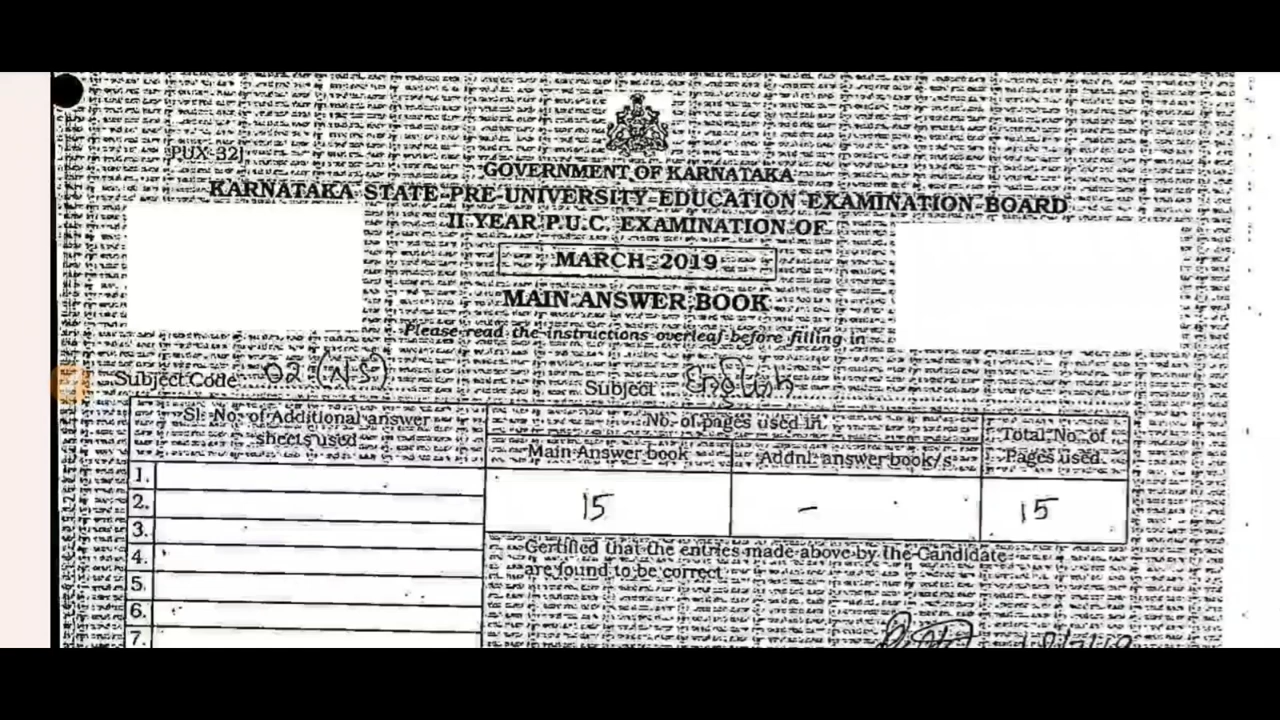 PUX-32j
GOVERNMENT OF KARNATAKA
KARNATAKA STATE PRE-UNIVERSITY EDUCATION EXAMINATION BOARD
II YEAR P.U.C. EXAMINATION OF
MARCH-2019
MAIN ANSWER BOOK
Please read the instructions overleaf before filling in
Subject Code: 02 (N.S) Subject English
Sl. No. of Additional answer sheets used
No. of pages used in
Main Answer book
Addnl. answer book/s
Total No. of Pages used
1.
2.
3.
4.
5.
6.
7.
15 - 15
Certified that the entries made above by the Candidate
are found to be correct